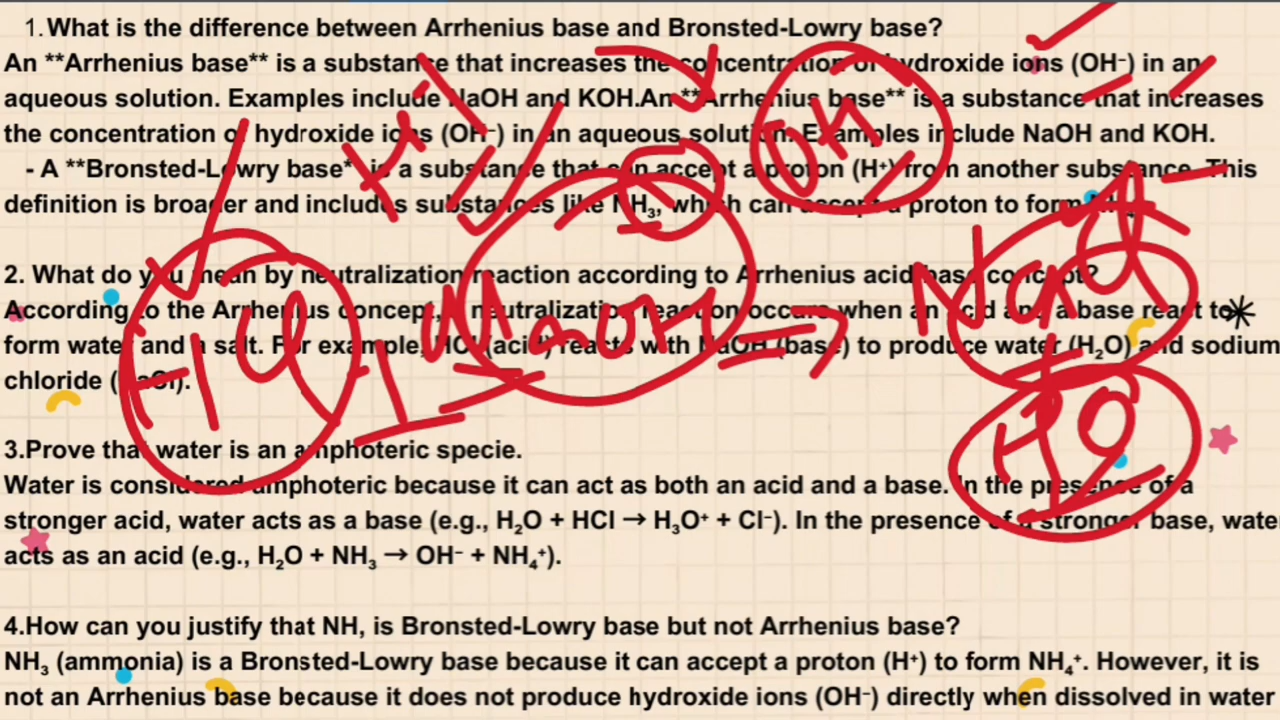 1.What is the difference between Arrhenius base and Bronsted-Lowry base?
An **Arrhenius base** is a substance that increases the concentration of hydroxide ions (OH⁻) in an
aqueous solution. Examples include NaOH and KOH.An **Arrhenius base** is a substance that increases
the concentration of hydroxide ions (OH⁻) in an aqueous solution. Examples include NaOH and KOH.
- A **Bronsted-Lowry base** is a substance that can accept a proton (H⁺) from another substance. This
definition is broader and includes substances like NH₃, which can accept a proton to form
OH
HCl + NaOH => NaCl
+ H₂O
2. What do you mean by neutralization reaction according to Arrhenius acid base concept?
According to the Arrhenius concept, neutralization reaction occurs when an acid and a base react to
form water and a salt. For example, HCl (acid) reacts with NaOH (base) to produce water (H₂O) and sodium
chloride (NaCl).
3.Prove that water is an amphoteric specie.
Water is considered amphoteric because it can act as both an acid and a base. In the presence of a
stronger acid, water acts as a base (e.g., H₂O + HCl → H₃O⁺ + Cl⁻). In the presence of a stronger base, wate
acts as an acid (e.g., H₂O + NH₃ → OH⁻ + NH₄⁺).
4.How can you justify that NH, is Bronsted-Lowry base but not Arrhenius base?
NH₃ (ammonia) is a Bronsted-Lowry base because it can accept a proton (H⁺) to form NH₄⁺. However, it is
not an Arrhenius base because it does not produce hydroxide ions (OH⁻) directly when dissolved in water